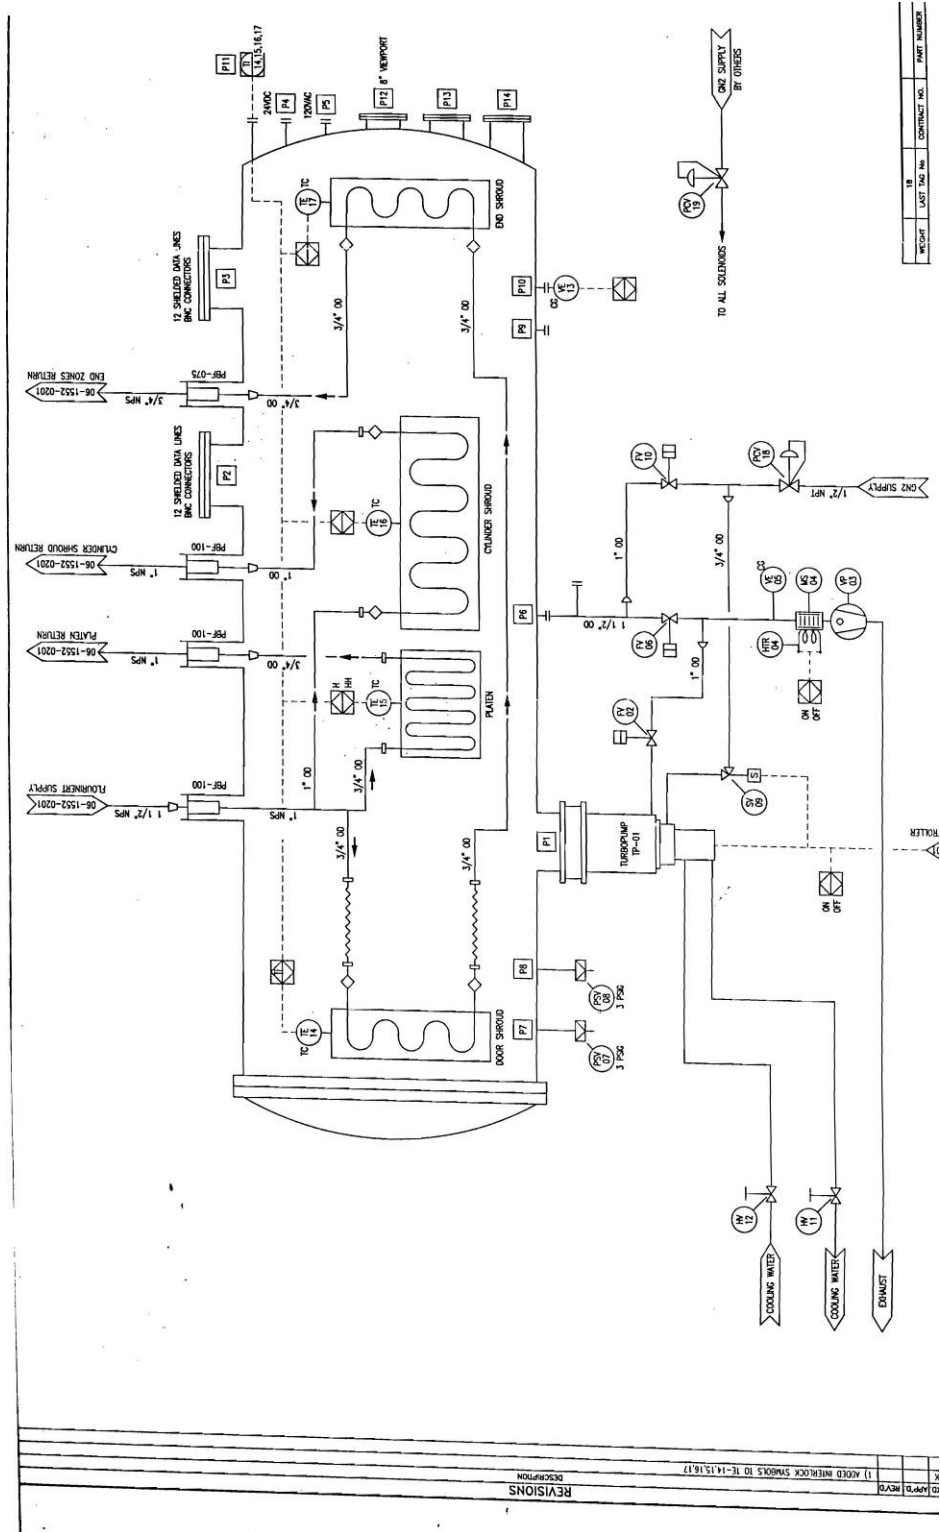 P11
TI
14,15,16,17
24VDC
P4
120VAC
P5
P12
8" VIEWPORT
P13
P14
GN2 SUPPLY
BY OTHERS
PCV
19
TO ALL SOLENOIDS
WEIGHT
18
LAST TAG No
CONTRACT NO.
PART NUMBER
12 SHIELDED DATA LINES
BNC CONNECTORS
P3
TC
TE
17
END SHROUD
3/4" OD
3/4" OD
P10
CG
VE
13
P9
END ZONES RETURN
06-1552-0201
3/4" NPS
PBF-075
3/4" OD
12 SHIELDED DATA LINES
BNC CONNECTORS
P2
CYLINDER SHROUD RETURN
06-1552-0201
1" NPS
PBF-100
1" OD
TC
TE
16
CYLINDER SHROUD
PLATEN RETURN
06-1552-0201
1" NPS
PBF-100
3/4" OD
H
HH
TC
TE
15
PLATEN
FLOURINERT SUPPLY
06-1552-0201
1 1/2" NPS
PBF-100
1" NPS
1" OD
3/4" OD
3/4" OD
3/4" OD
TI
TC
TE
14
DOOR SHROUD
P6
1 1/2" OD
1" OD
FV
10
PCV
18
1/2" NPT
GN2 SUPPLY
3/4" OD
FV
06
CG
VE
05
MS
04
VP
03
HTR
04
ON
OFF
1" OD
FV
02
SV
09
S
P1
TURBOPUMP
TP-01
ON
OFF
P8
PSV
08
3 PSIG
P7
PSV
07
3 PSIG
HV
12
HV
11
COOLING WATER
COOLING WATER
EXHAUST
REVISIONS
DESCRIPTION
1) ADDED INTERLOCK SYMBOLS TO TE-14,15,16,17
REV'D
APP'D